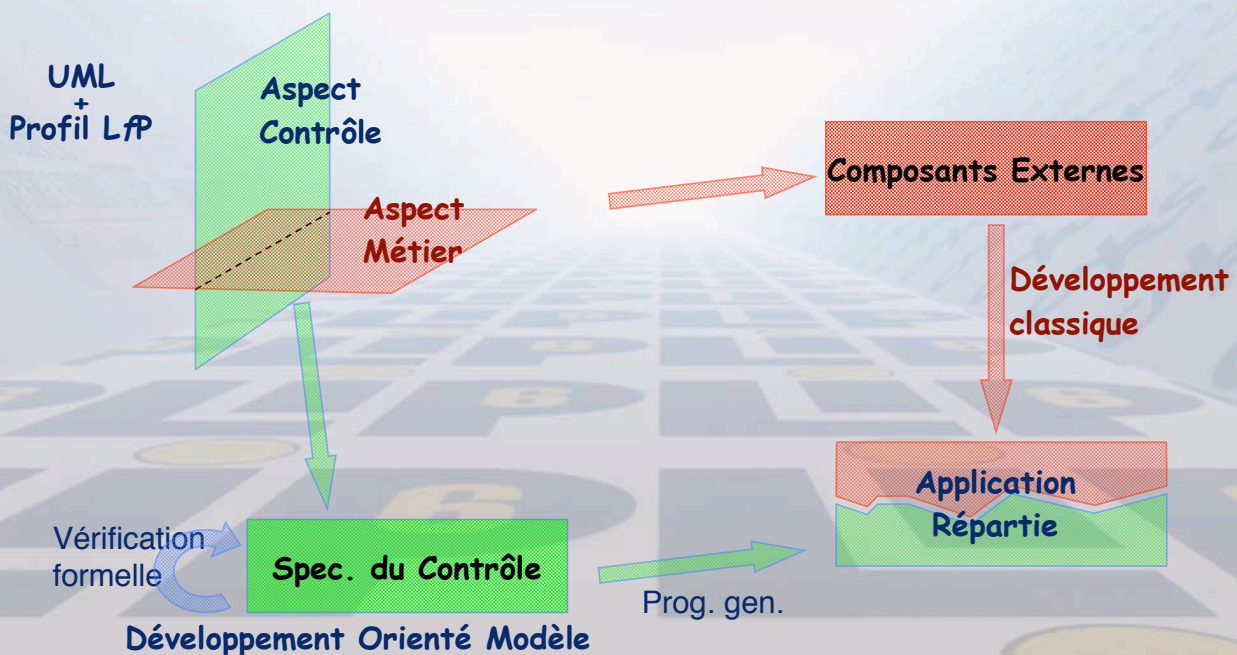 UML
+
Profil LfP
Aspect
Contrôle
Aspect
Métier
Composants Externes
Développement
classique
Application
Répartie
Vérification
formelle
Spec. du Contrôle
Prog. gen.
Développement Orienté Modèle